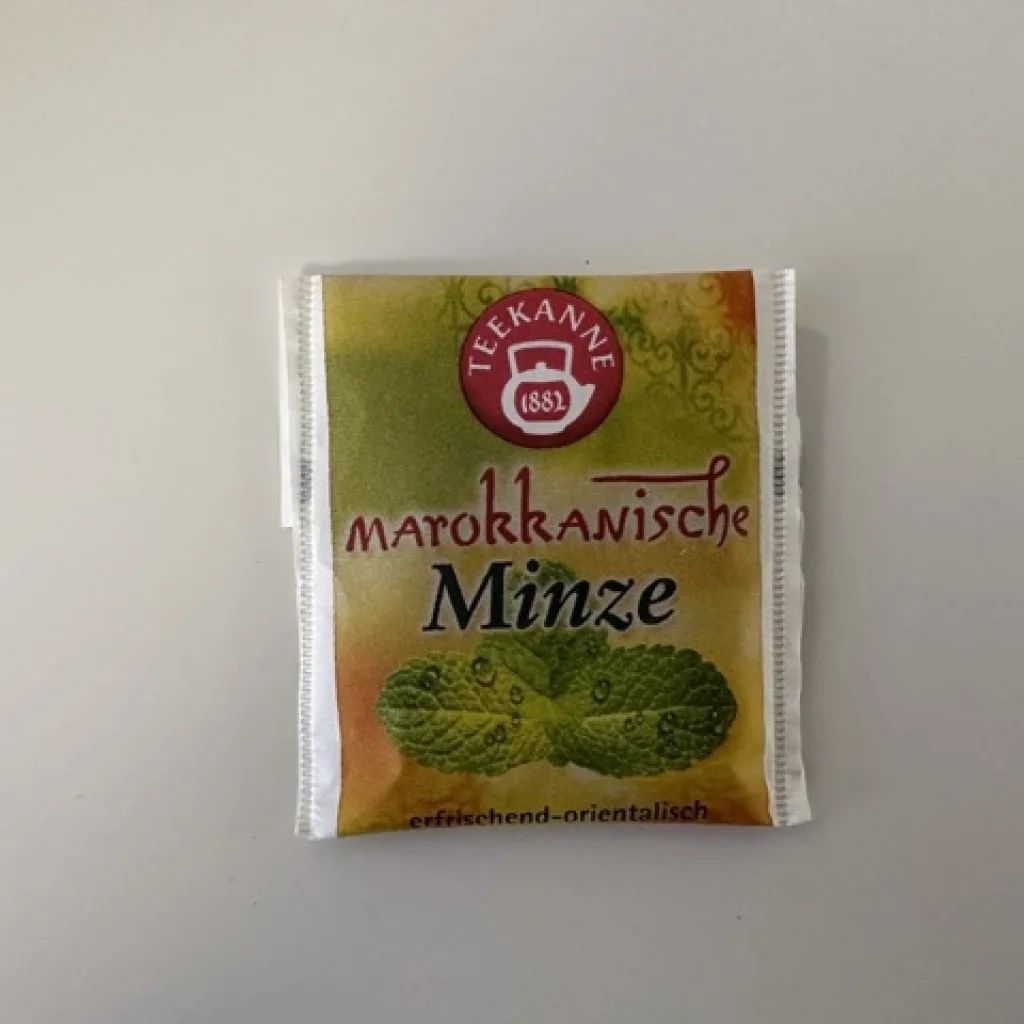 TEEKANNE
1882
marokkanische
Minze
erfrischend-orientalisch